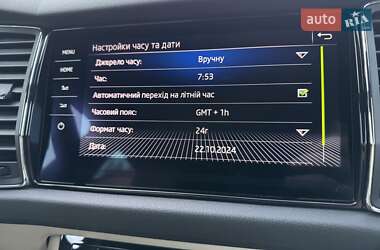 auto RIA
MENU
HOME
Настройки часу та дати
Джерело часу: Вручну
Час: 7:53
Автоматичний перехід на літній час
Часовий пояс: GMT + 1h
Формат часу: 24г
Дата: 22.10.2024